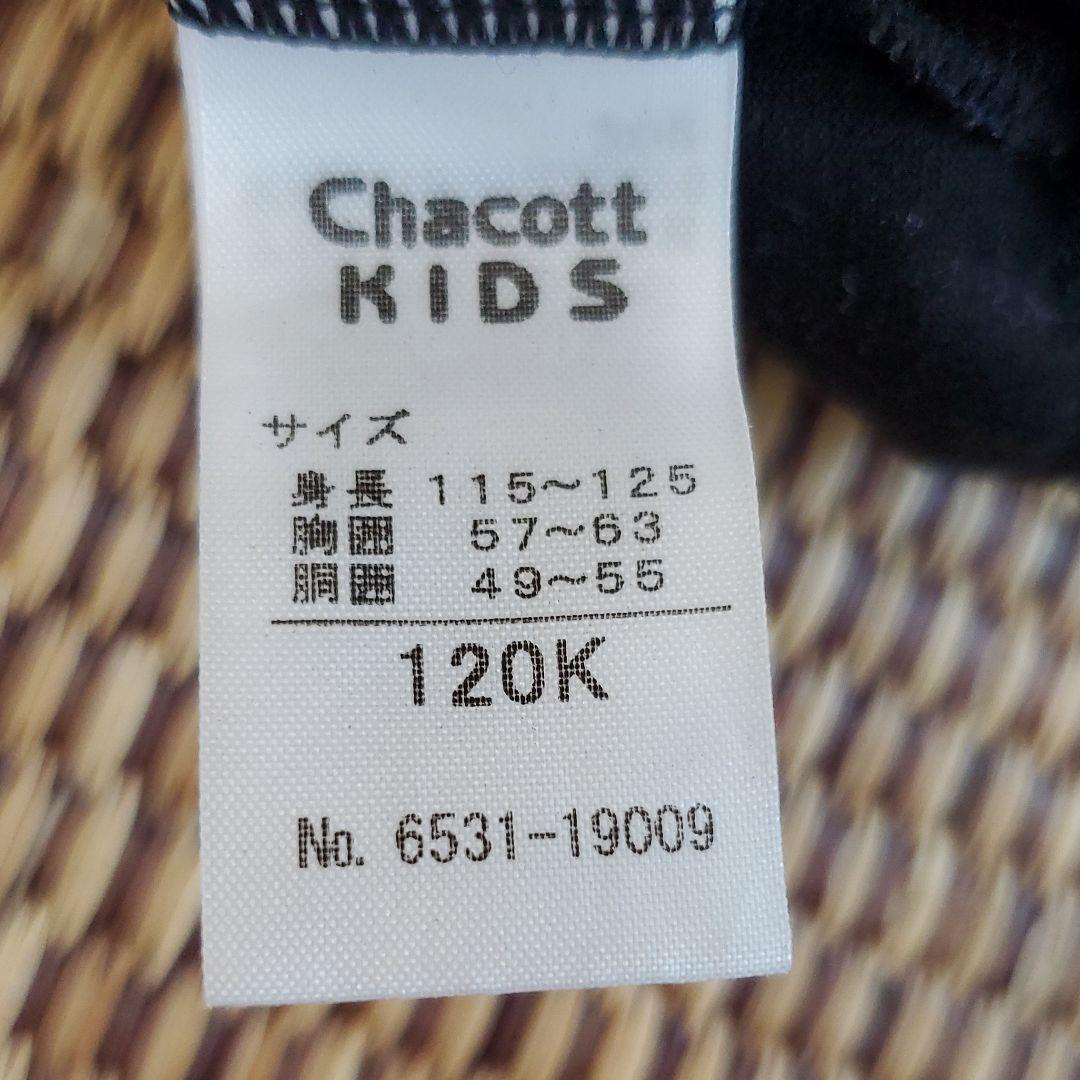 Chacott
KIDS
サイズ
身長 115～125
胸囲 57～63
胴囲 49～55
120K
No. 6531-19009